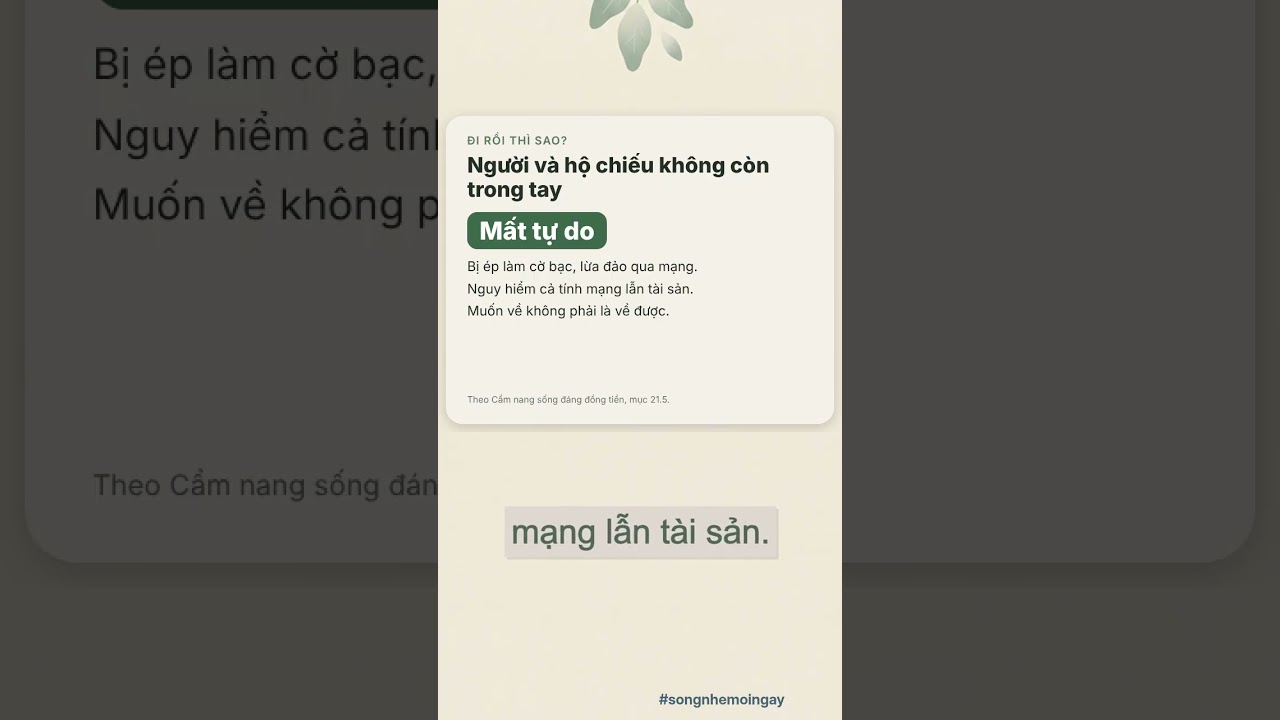 ĐI RỒI THÌ SAO?
Người và hộ chiếu không còn
trong tay
Mất tự do
Bị ép làm cờ bạc, lừa đảo qua mạng.
Nguy hiểm cả tính mạng lẫn tài sản.
Muốn về không phải là về được.
Theo Cẩm nang sống đáng đồng tiền, mục 21.5.
mạng lẫn tài sản.
#songnhemoingay
Bị ép làm cờ bạc,
Nguy hiểm cả tính
Muốn về không p
Theo Cẩm nang sống đán